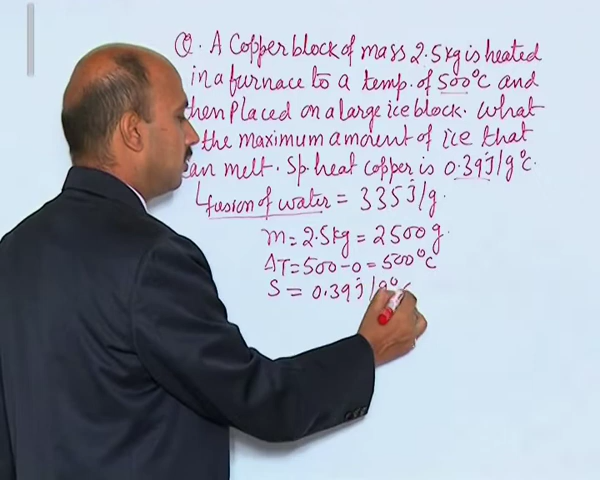 Q. A Copper block of mass 2.5kg is heated
in a furnace to a temp. of 500°C and
then placed on a large ice block. What
the maximum amount of ice that
an melt. Sp. heat copper is 0.39J/g°C.
L fusion of water = 335J/g.
m = 2.5kg = 2500g.
ΔT = 500-0 = 500°C
S = 0.39J/g°C